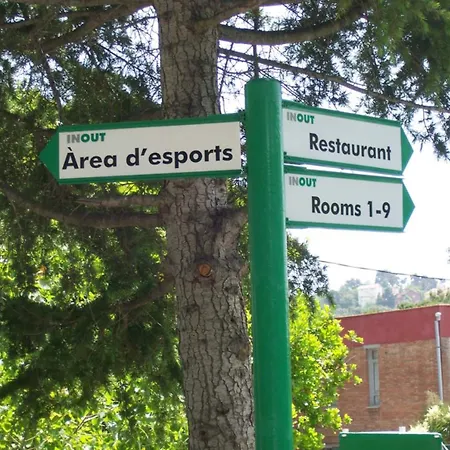 INOUT
Àrea d'esports
INOUT
Restaurant
INOUT
Rooms 1-9